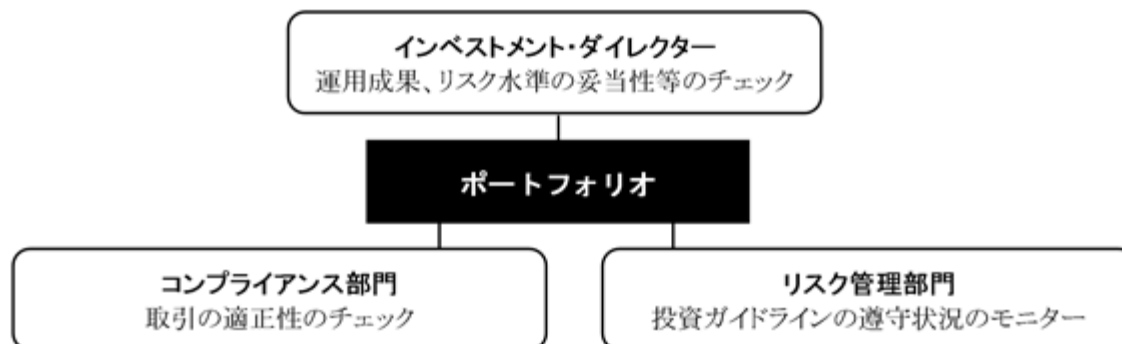 インベストメント・ダイレクター
運用成果、リスク水準の妥当性等のチェック
ポートフォリオ
コンプライアンス部門
取引の適正性のチェック
リスク管理部門
投資ガイドラインの遵守状況のモニター